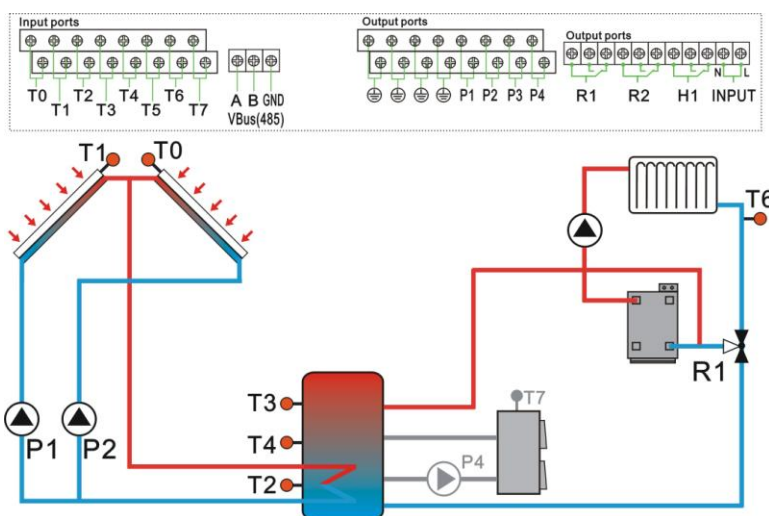 Input ports
T0 T1 T2 T3 T4 T5 T6 T7
A B GND
VBus(485)
Output ports
P1 P2 P3 P4
Output ports
R1 R2 H1 N L INPUT
T1 T0
T6
R1
P1 P2
T3
T4
T2
T7
P4